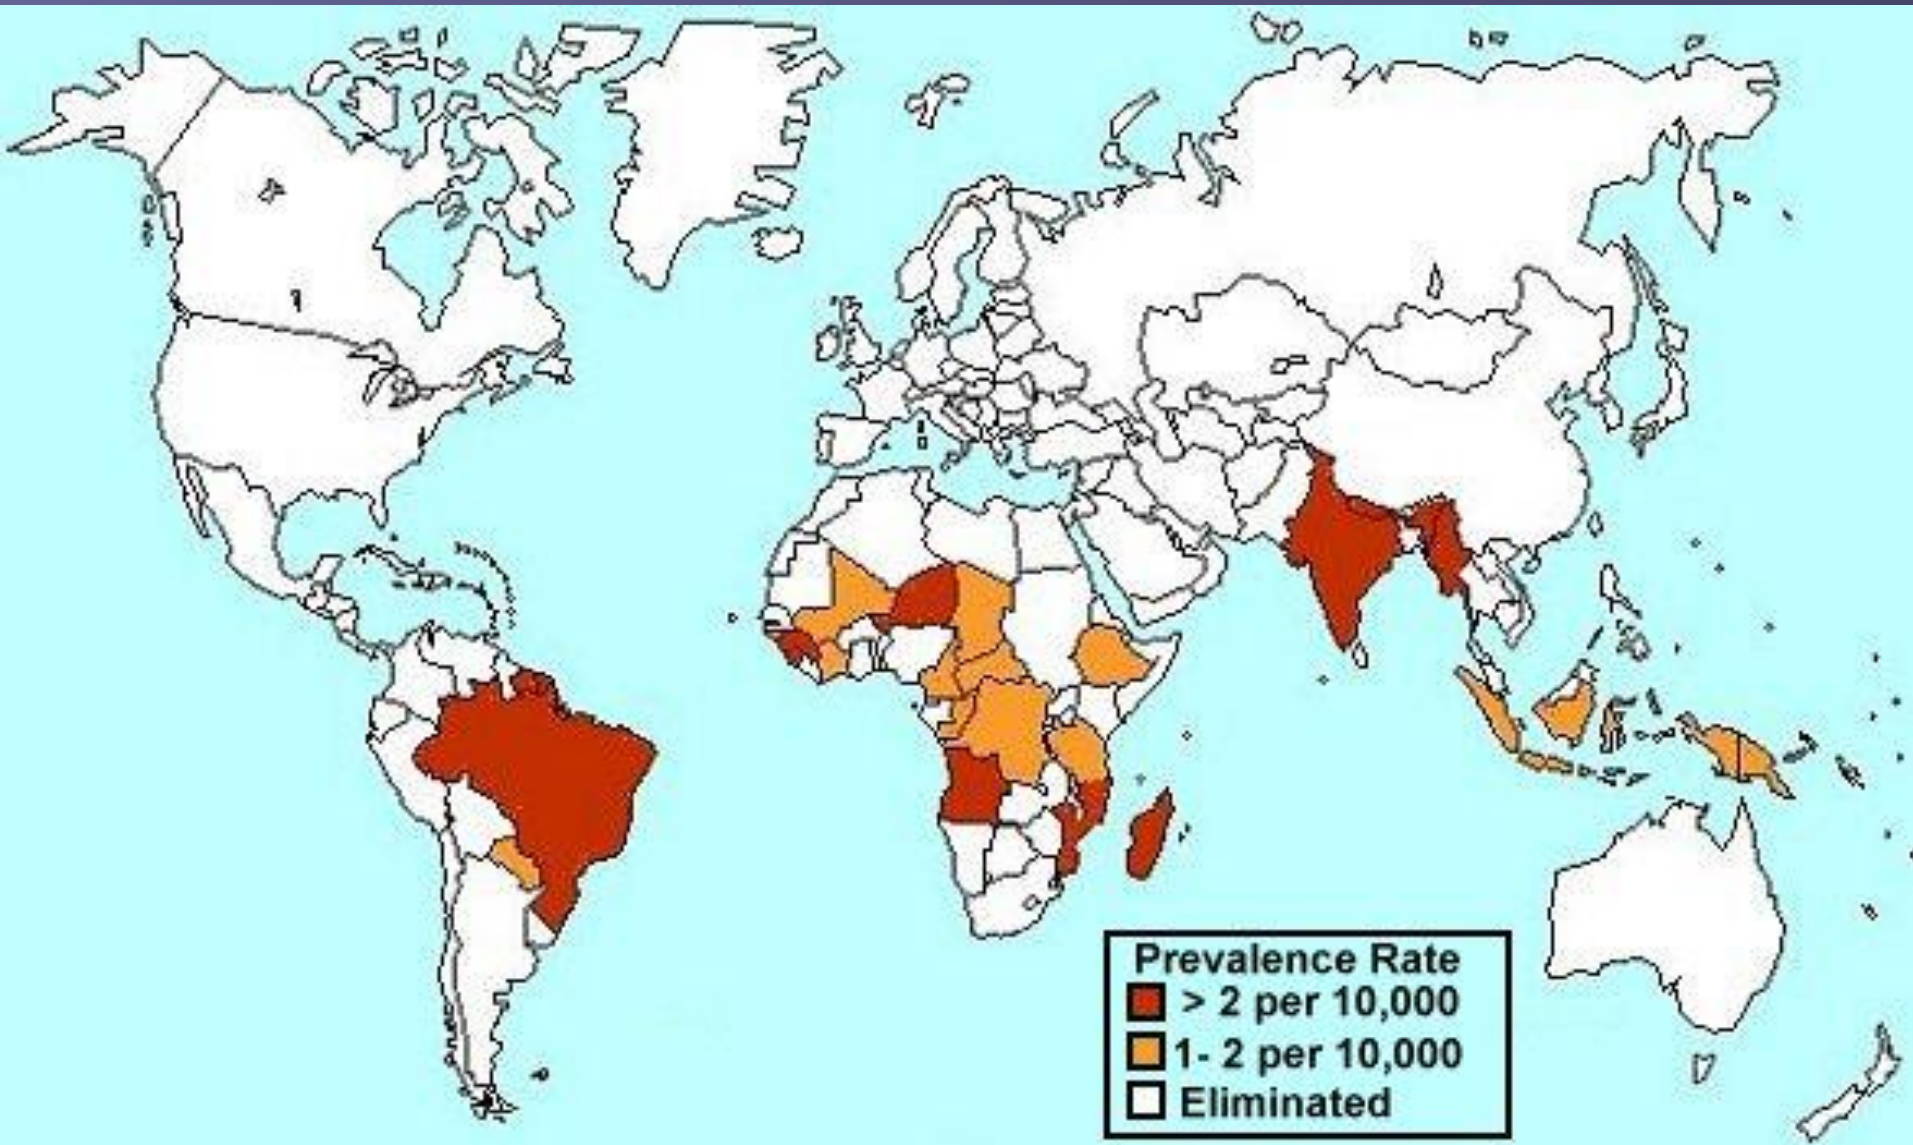 Prevalence Rate
> 2 per 10,000
1- 2 per 10,000
Eliminated